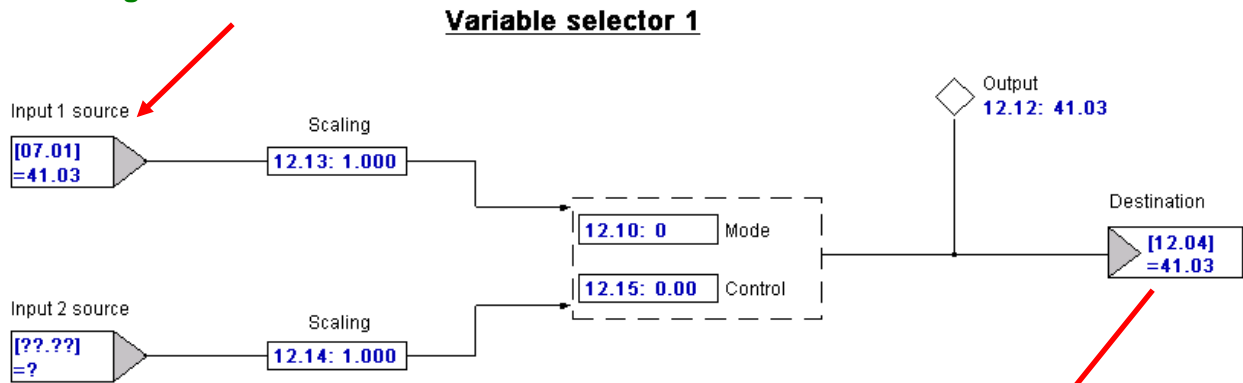 Variable selector 1
Output
12.12: 41.03
Input 1 source
Scaling
[07.01]
=41.03
12.13: 1.000
Destination
12.10: 0 Mode
[12.04]
=41.03
12.15: 0.00 Control
Input 2 source
Scaling
[??.??]
=?
12.14: 1.000